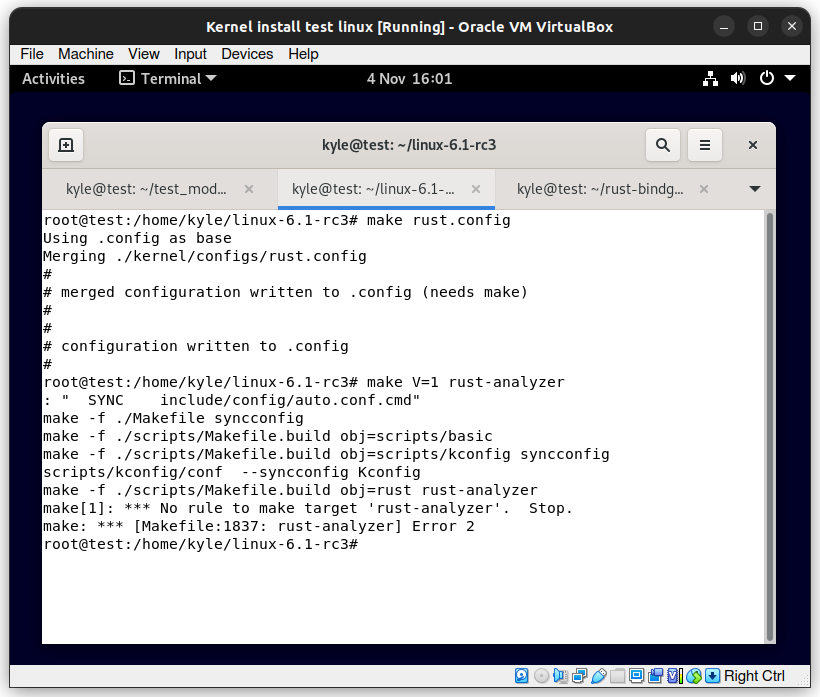 Kernel install test linux [Running] - Oracle VM VirtualBox
File Machine View Input Devices Help
Activities Terminal 4 Nov 16:01
kyle@test: ~/linux-6.1-rc3
kyle@test: ~/test_mod... kyle@test: ~/linux-6.1-... kyle@test: ~/rust-bindg...
root@test:/home/kyle/linux-6.1-rc3# make rust.config
Using .config as base
Merging ./kernel/configs/rust.config
#
# merged configuration written to .config (needs make)
#
#
# configuration written to .config
#
root@test:/home/kyle/linux-6.1-rc3# make V=1 rust-analyzer
: "  SYNC    include/config/auto.conf.cmd"
make -f ./Makefile syncconfig
make -f ./scripts/Makefile.build obj=scripts/basic
make -f ./scripts/Makefile.build obj=scripts/kconfig syncconfig
scripts/kconfig/conf  --syncconfig Kconfig
make -f ./scripts/Makefile.build obj=rust rust-analyzer
make[1]: *** No rule to make target 'rust-analyzer'.  Stop.
make: *** [Makefile:1837: rust-analyzer] Error 2
root@test:/home/kyle/linux-6.1-rc3#
Right Ctrl